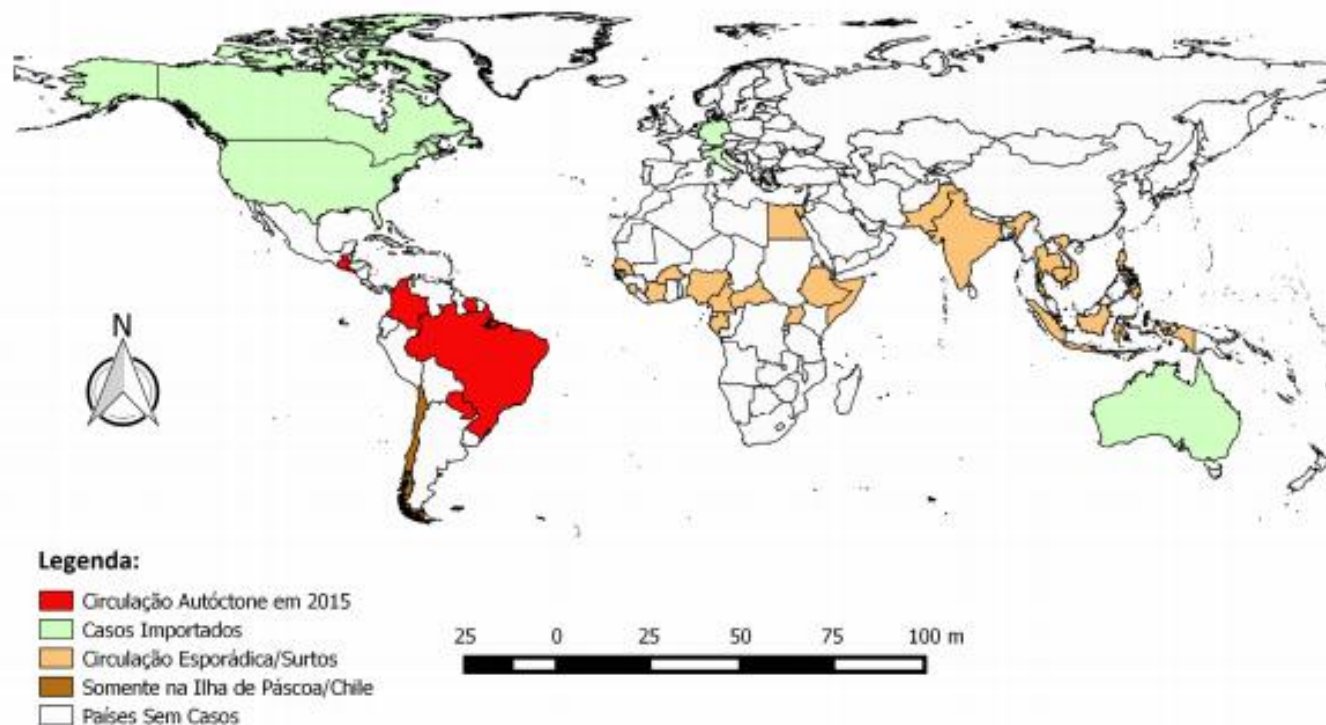 N
Legenda:
Circulação Autóctone em 2015
Casos Importados
Circulação Esporádica/Surtos
Somente na Ilha de Páscoa/Chile
Países Sem Casos
25 0 25 50 75 100 m